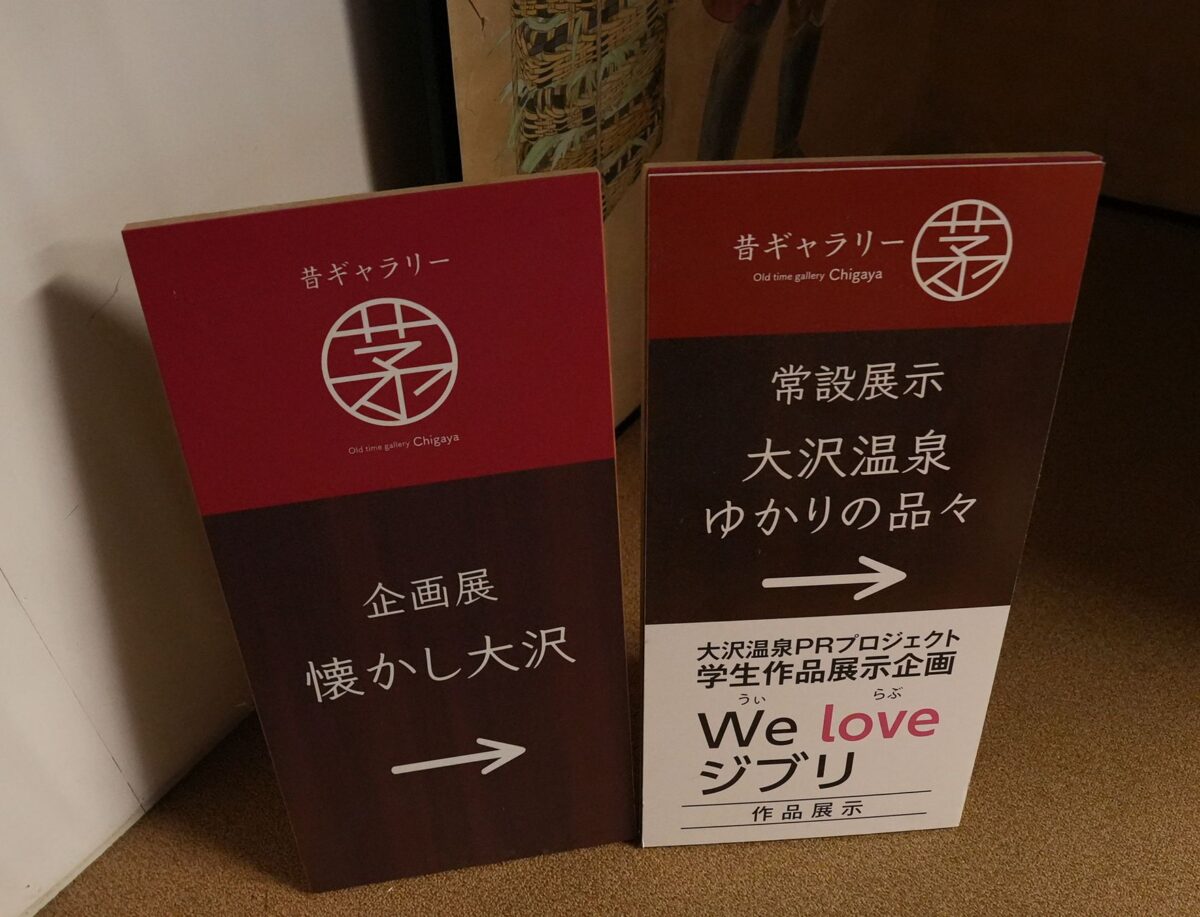 昔ギャラリー
茅
Old time gallery Chigaya
企画展
懐かし大沢
→
昔ギャラリー
茅
Old time gallery Chigaya
常設展示
大沢温泉
ゆかりの品々
→
大沢温泉PRプロジェクト
学生作品展示企画
うぃ らぶ
We love
ジブリ
作品展示